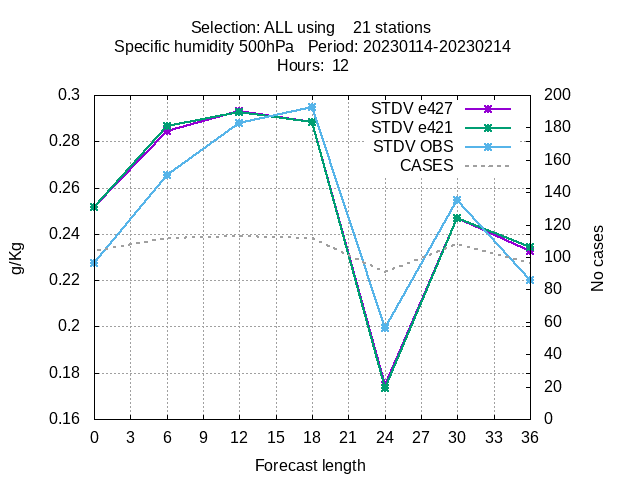 Selection: ALL using    21 stations
Specific humidity 500hPa   Period: 20230114-20230214
Hours:  12
STDV e427
STDV e421
STDV OBS
CASES
0.3
0.28
0.26
0.24
0.22
0.2
0.18
0.16
g/Kg
200
180
160
140
120
100
80
60
40
20
0
No cases
0 3 6 9 12 15 18 21 24 27 30 33 36
Forecast length